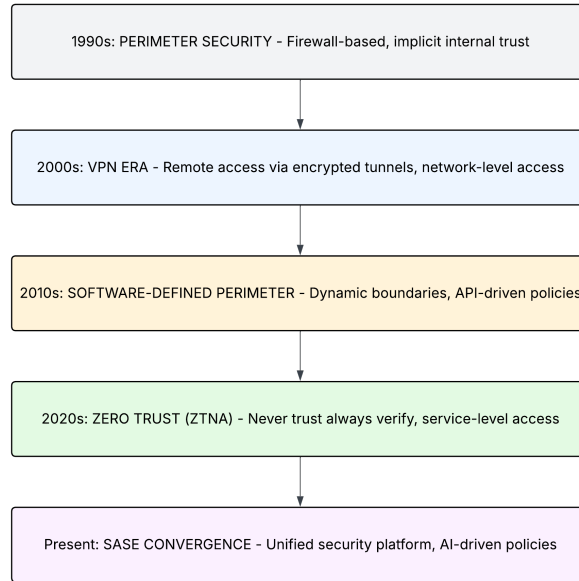 1990s: PERIMETER SECURITY - Firewall-based, implicit internal trust
2000s: VPN ERA - Remote access via encrypted tunnels, network-level access
2010s: SOFTWARE-DEFINED PERIMETER - Dynamic boundaries, API-driven policies
2020s: ZERO TRUST (ZTNA) - Never trust always verify, service-level access
Present: SASE CONVERGENCE - Unified security platform, AI-driven policies